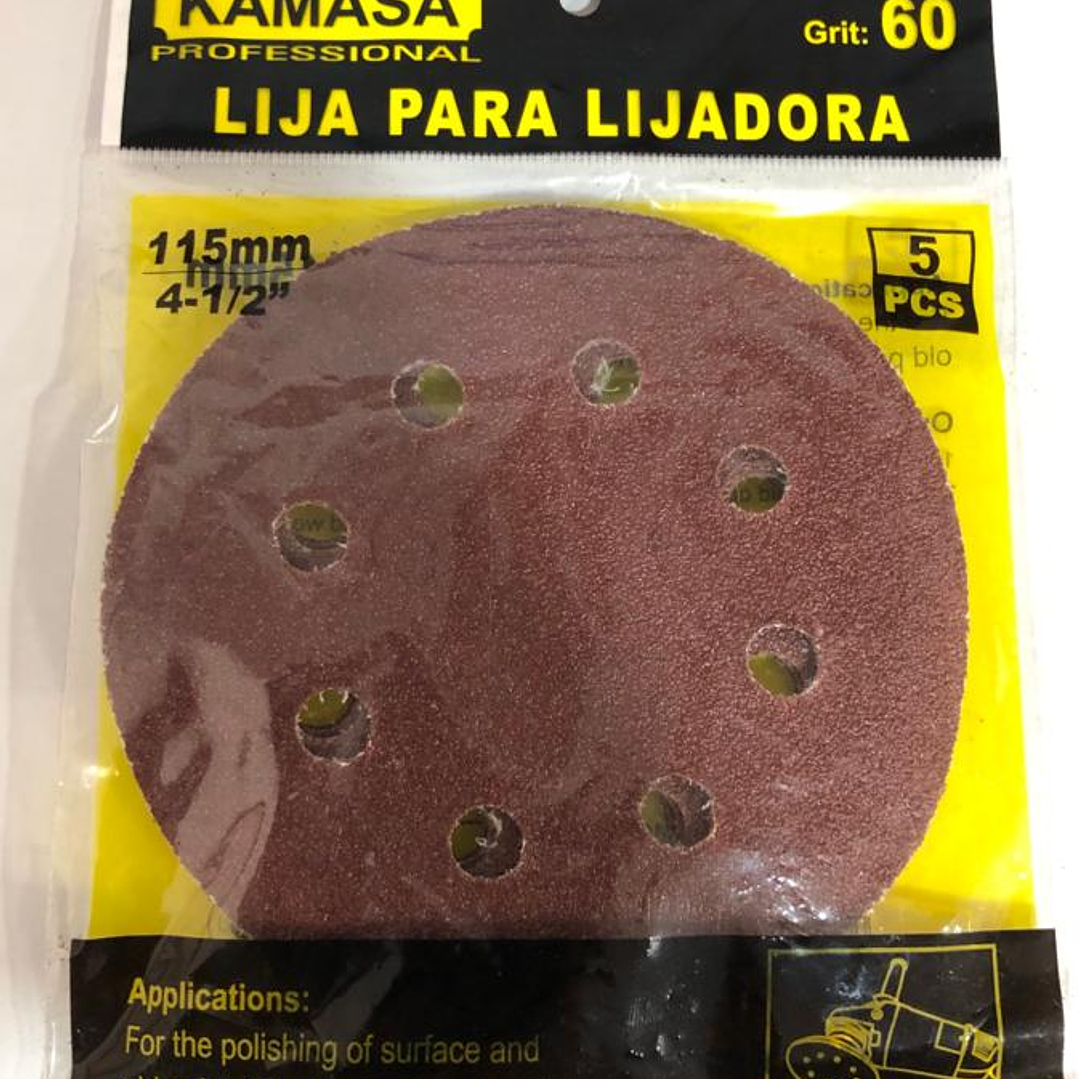 KAMASA
PROFESSIONAL
Grit: 60
LIJA PARA LIJADORA
115mm
4-1/2”
5
PCS
old
Applications:
For the polishing of surface and